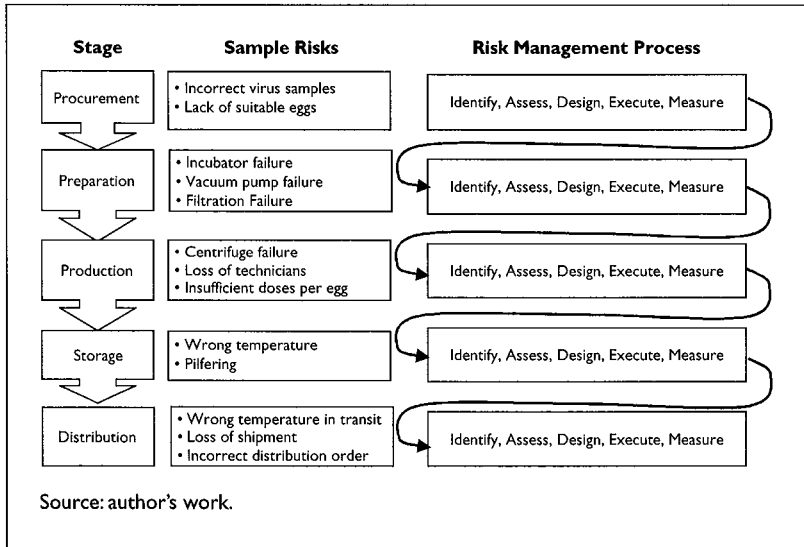 Stage Sample Risks Risk Management Process
Procurement
• Incorrect virus samples
• Lack of suitable eggs
Identify, Assess, Design, Execute, Measure
Preparation
• Incubator failure
• Vacuum pump failure
• Filtration Failure
Identify, Assess, Design, Execute, Measure
Production
• Centrifuge failure
• Loss of technicians
• Insufficient doses per egg
Identify, Assess, Design, Execute, Measure
Storage
• Wrong temperature
• Pilfering
Identify, Assess, Design, Execute, Measure
Distribution
• Wrong temperature in transit
• Loss of shipment
• Incorrect distribution order
Identify, Assess, Design, Execute, Measure
Source: author's work.